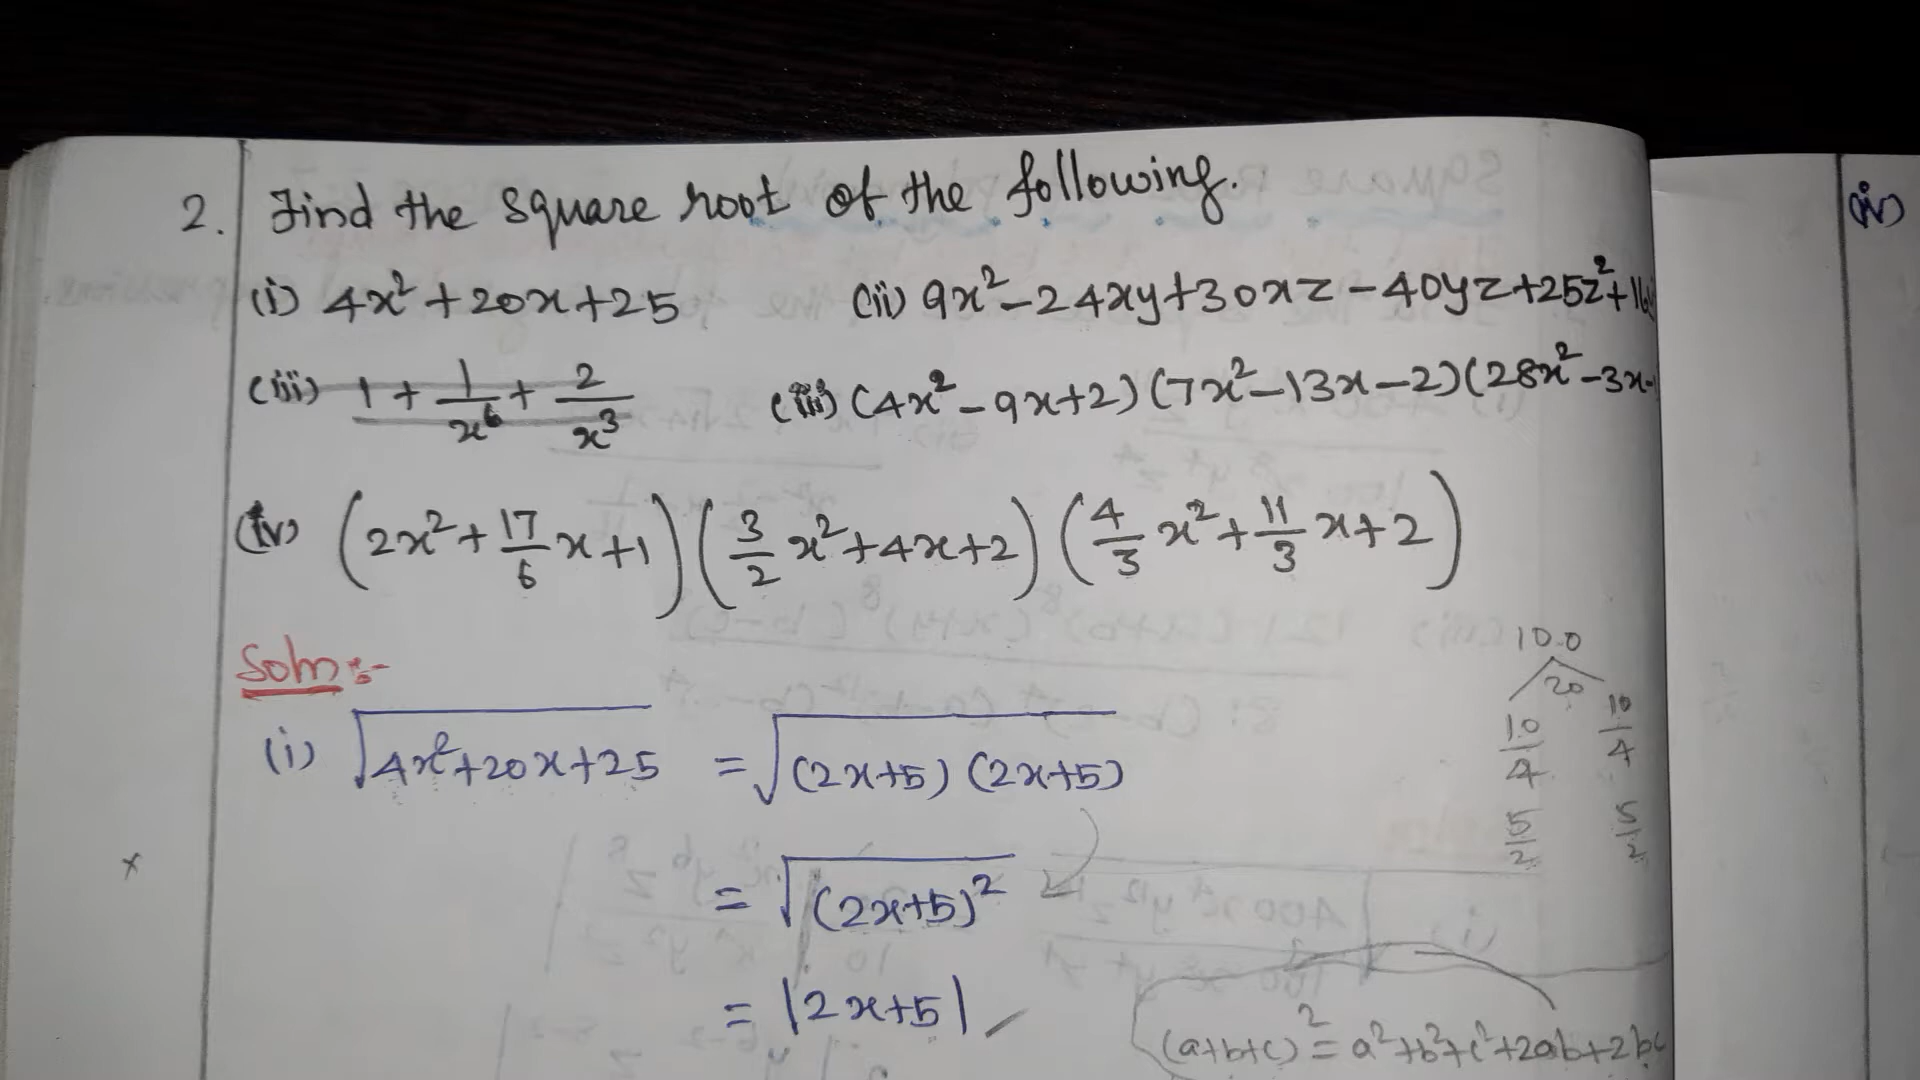 2. Find the square root of the following.
(i) 4x² + 20x + 25 (ii) 9x² - 24xy + 30xz - 40yz + 25z² + 16
(iii) 1 + 1/x⁶ + 2/x³ (iii) (4x² - 9x + 2) (7x² - 13x - 2) (28x² - 3x -
(iv) (2x² + 17/6 x + 1) (3/2 x² + 4x + 2) (4/3 x² + 11/3 x + 2)
Soln :-
(i) √4x² + 20x + 25 = √(2x+5) (2x+5)
= √(2x+5)²
= |2x+5|
100
20
10/4 10/4
5/2 5/2
(a+b+c)² = a² + b² + c² + 2ab + 2bc
(iv)
x